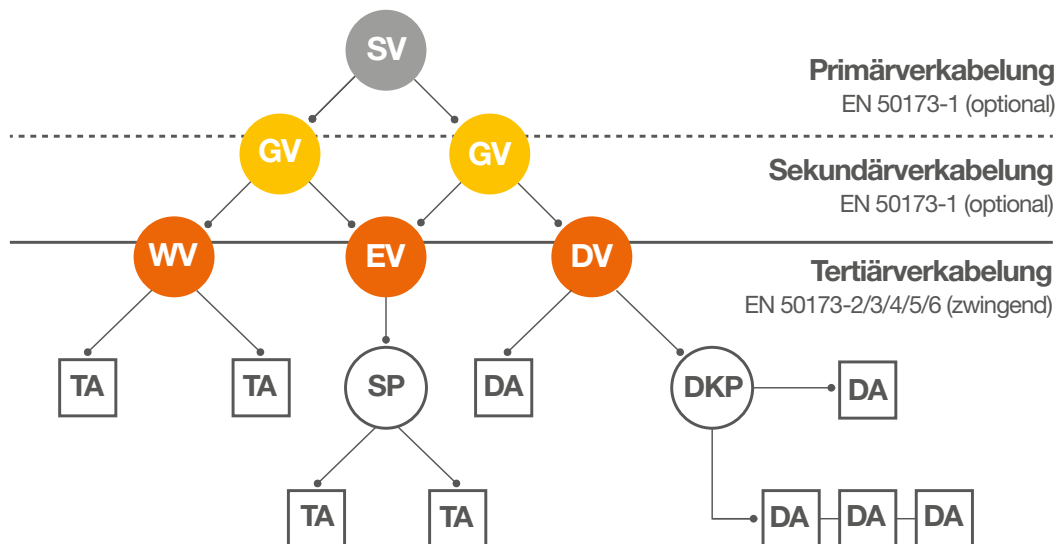 SV
Primärverkabelung
EN 50173-1 (optional)
GV
GV
Sekundärverkabelung
EN 50173-1 (optional)
WV
EV
DV
Tertiärverkabelung
EN 50173-2/3/4/5/6 (zwingend)
TA
TA
SP
DA
DKP
DA
TA
TA
DA
DA
DA